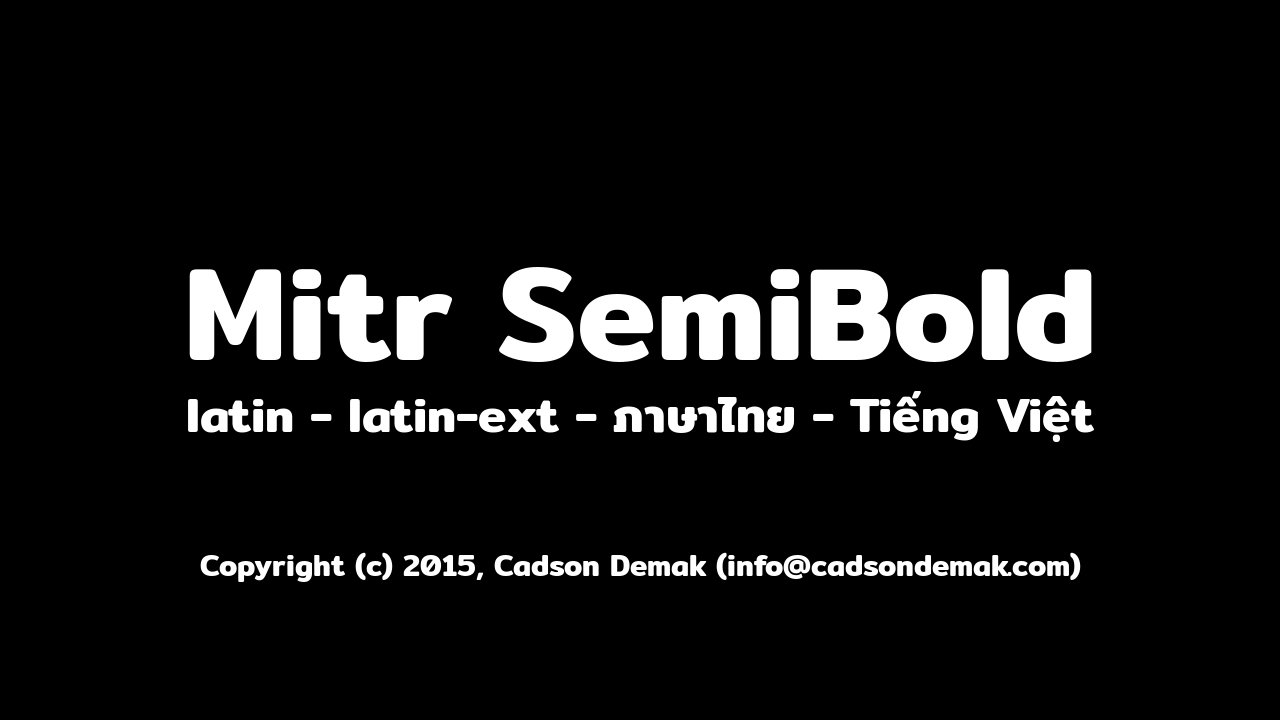 Mitr SemiBold
latin - latin-ext - ภาษาไทย - Tiếng Việt
Copyright (c) 2015, Cadson Demak (info@cadsondemak.com)